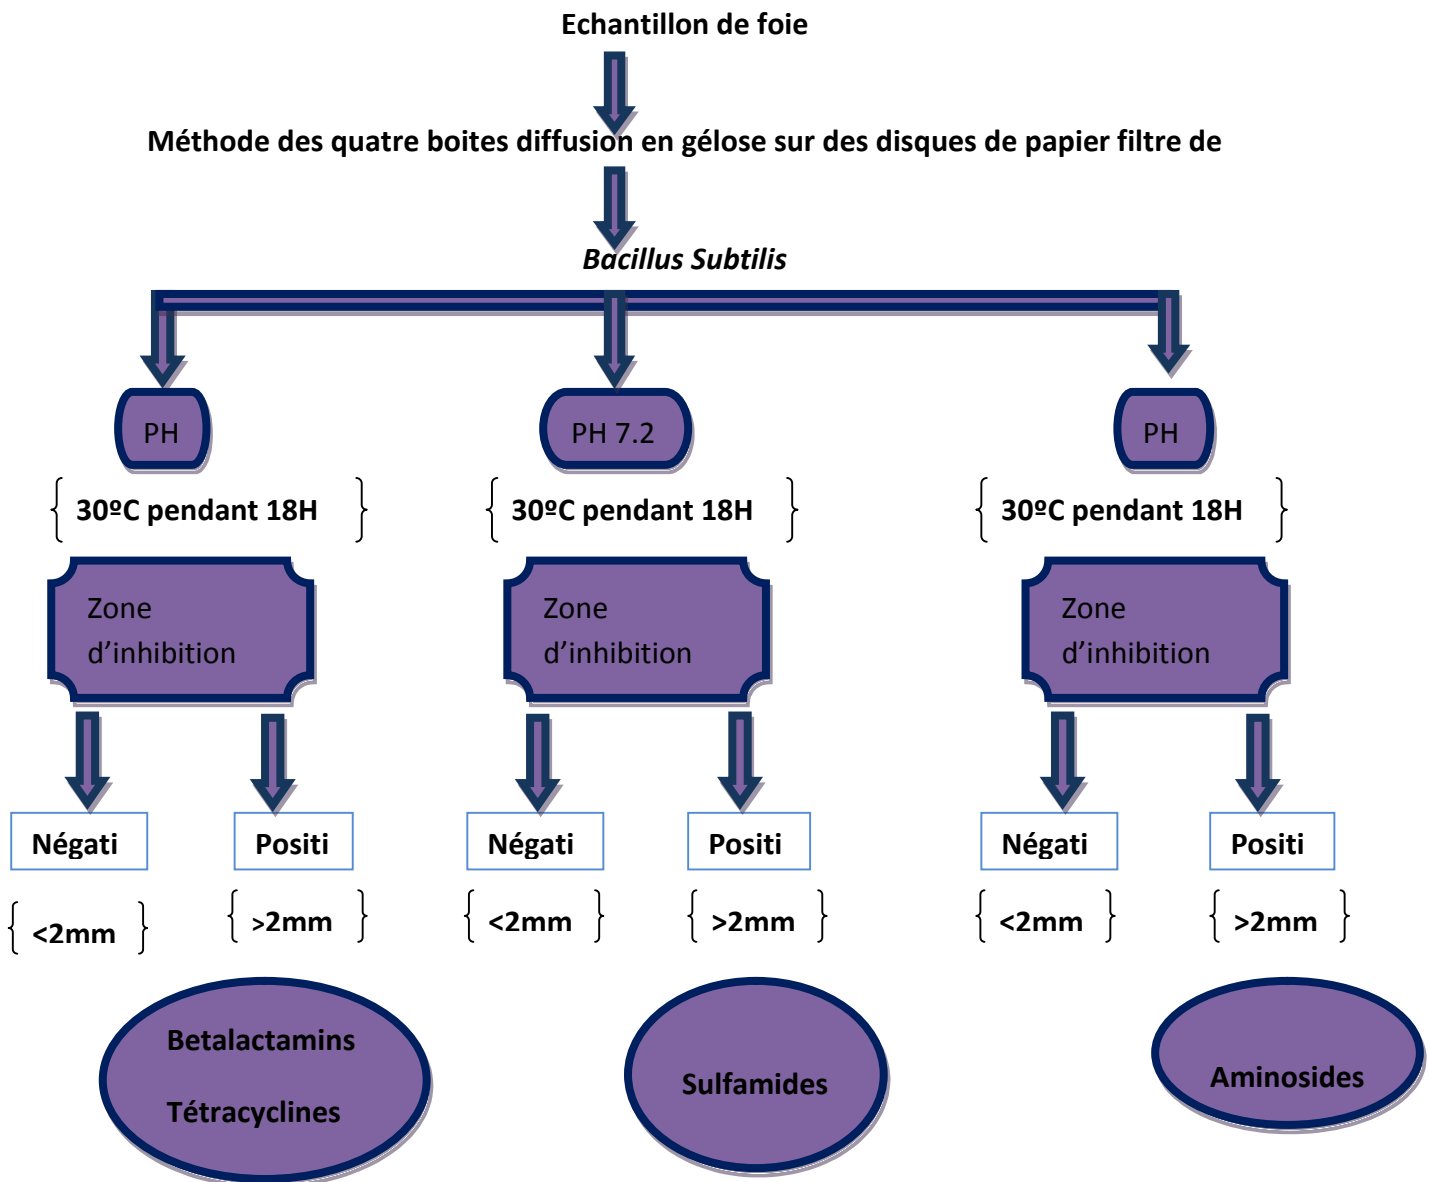 Echantillon de foie
Méthode des quatre boites diffusion en gélose sur des disques de papier filtre de
Bacillus Subtilis
PH
PH 7.2
PH
{ 30ºC pendant 18H }
{ 30ºC pendant 18H }
{ 30ºC pendant 18H }
Zone
d’inhibition
Zone
d’inhibition
Zone
d’inhibition
Négati
Positi
Négati
Positi
Négati
Positi
{ <2mm }
{ >2mm }
{ <2mm }
{ >2mm }
{ <2mm }
{ >2mm }
Betalactamins
Tétracyclines
Sulfamides
Aminosides